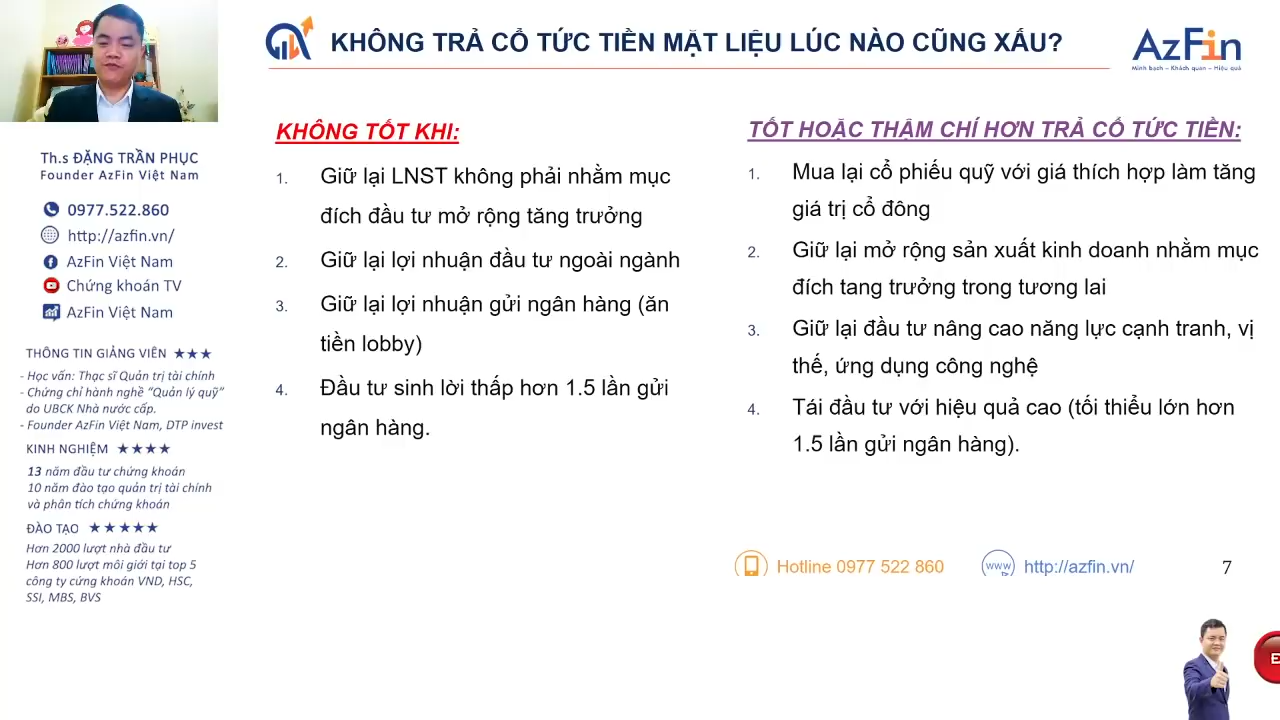 KHÔNG TRẢ CỔ TỨC TIỀN MẶT LIỆU LÚC NÀO CŨNG XẤU?
AzFin
Minh bạch – Khách quan – Hiệu quả
Th.s ĐẶNG TRẦN PHỤC
Founder AzFin Việt Nam
0977.522.860
http://azfin.vn/
AzFin Việt Nam
Chứng khoán TV
AzFin Việt Nam
THÔNG TIN GIẢNG VIÊN ★★★
- Học vấn: Thạc sĩ Quản trị tài chính
- Chứng chỉ hành nghề “Quản lý quỹ”
do UBCK Nhà nước cấp.
- Founder AzFin Việt Nam, DTP invest
KINH NGHIỆM ★★★★
13 năm đầu tư chứng khoán
10 năm đào tạo quản trị tài chính
và phân tích chứng khoán
ĐÀO TẠO ★★★★★
Hơn 2000 lượt nhà đầu tư
Hơn 800 lượt môi giới tại top 5
công ty cứng khoán VND, HSC,
SSI, MBS, BVS
KHÔNG TỐT KHI:
1. Giữ lại LNST không phải nhằm mục
đích đầu tư mở rộng tăng trưởng
2. Giữ lại lợi nhuận đầu tư ngoài ngành
3. Giữ lại lợi nhuận gửi ngân hàng (ăn
tiền lobby)
4. Đầu tư sinh lời thấp hơn 1.5 lần gửi
ngân hàng.
TỐT HOẶC THẬM CHÍ HƠN TRẢ CỔ TỨC TIỀN:
1. Mua lại cổ phiếu quỹ với giá thích hợp làm tăng
giá trị cổ đông
2. Giữ lại mở rộng sản xuất kinh doanh nhằm mục
đích tang trưởng trong tương lai
3. Giữ lại đầu tư nâng cao năng lực cạnh tranh, vị
thế, ứng dụng công nghệ
4. Tái đầu tư với hiệu quả cao (tối thiểu lớn hơn
1.5 lần gửi ngân hàng).
Hotline 0977 522 860
www
http://azfin.vn/
7